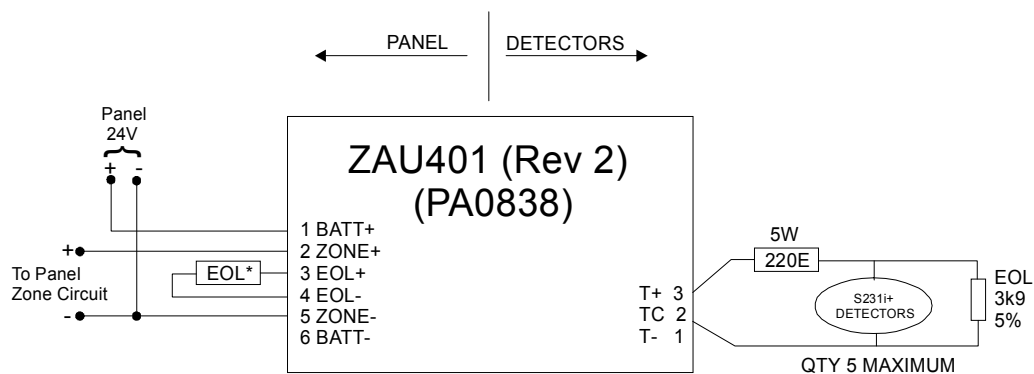 PANEL
DETECTORS
Panel
24V
+ -
ZAU401 (Rev 2)
(PA0838)
1 BATT+
2 ZONE+
3 EOL+
4 EOL-
5 ZONE-
6 BATT-
+
To Panel
Zone Circuit
-
EOL*
T+ 3
TC 2
T- 1
5W
220E
S231i+
DETECTORS
EOL
3k9
5%
QTY 5 MAXIMUM